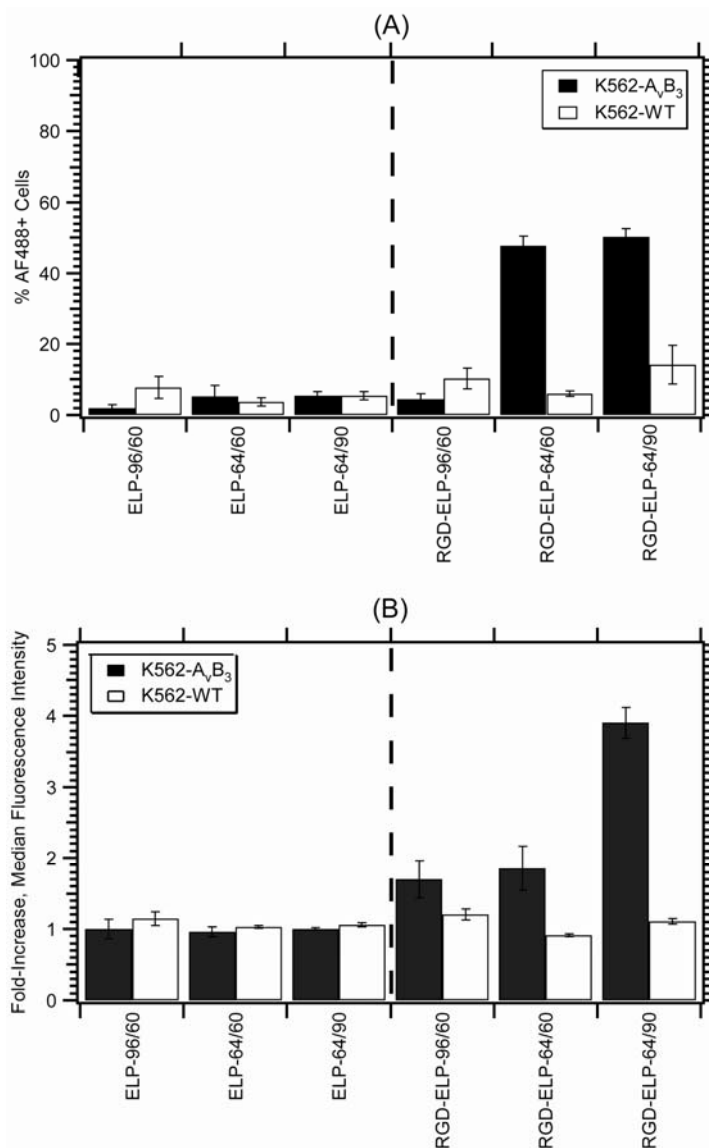 (A)
100
80
60
40
20
0
% AF488+ Cells
K562-AᵥB₃
K562-WT
ELP-96/60
ELP-64/60
ELP-64/90
RGD-ELP-96/60
RGD-ELP-64/60
RGD-ELP-64/90
(B)
5
4
3
2
1
0
Fold-Increase, Median Fluorescence Intensity
K562-AᵥB₃
K562-WT
ELP-96/60
ELP-64/60
ELP-64/90
RGD-ELP-96/60
RGD-ELP-64/60
RGD-ELP-64/90